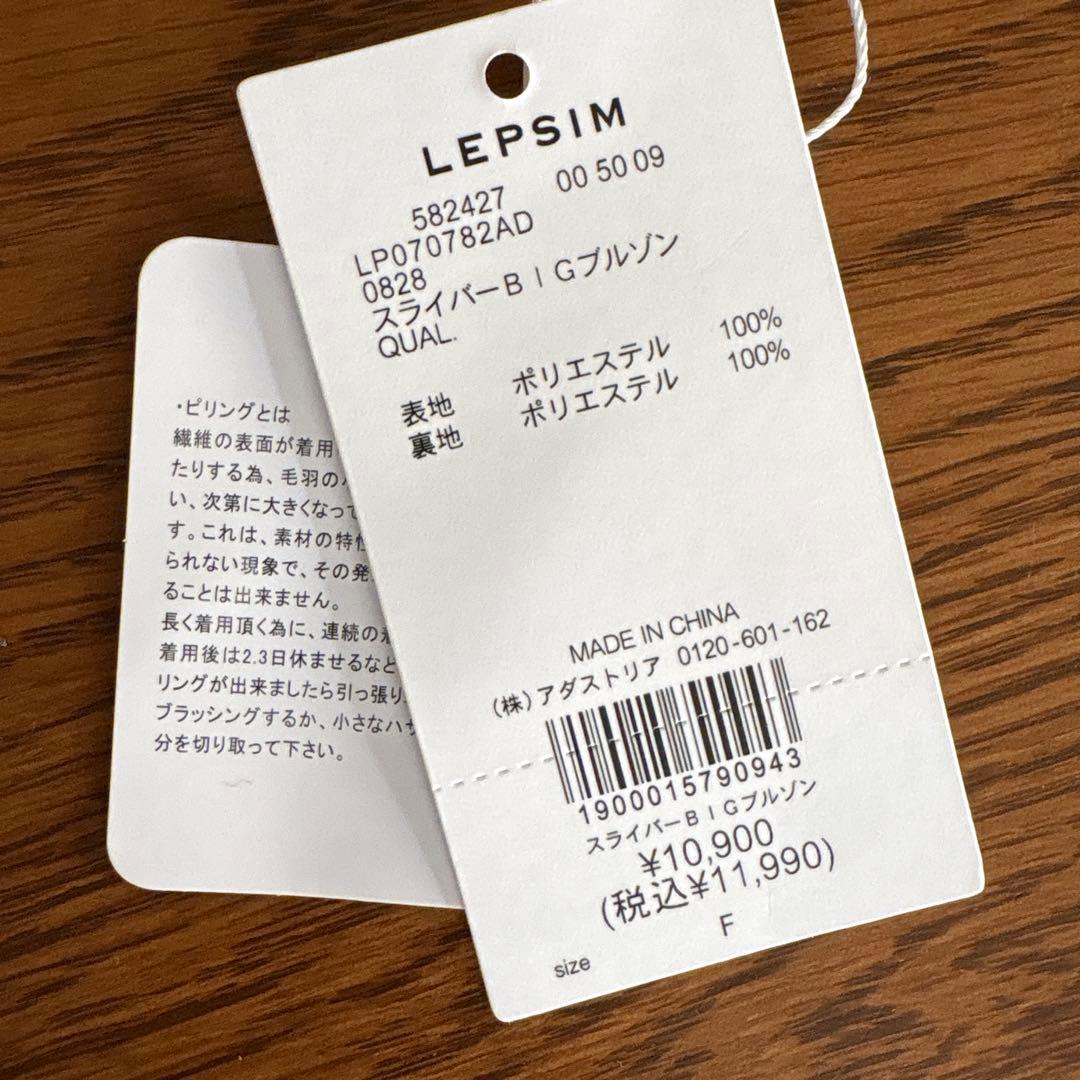 LEPSIM
582427 00 50 09
LP070782AD
0828
スライバーBIGブルゾン
QUAL.
表地 ポリエステル 100%
裏地 ポリエステル 100%
MADE IN CHINA
(株)アダストリア 0120-601-162
1900015790943
スライバーBIGブルゾン
¥10,900
(税込¥11,990)
size F
・ピリングとは
繊維の表面が着用
たりする為、毛羽の
い、次第に大きくなって
す。これは、素材の特性
られない現象で、その発
ることは出来ません。
長く着用頂く為に、連続の
着用後は2.3日休ませるなど
リングが出来ましたら引っ張り
ブラッシングするか、小さなハサ
分を切り取って下さい。